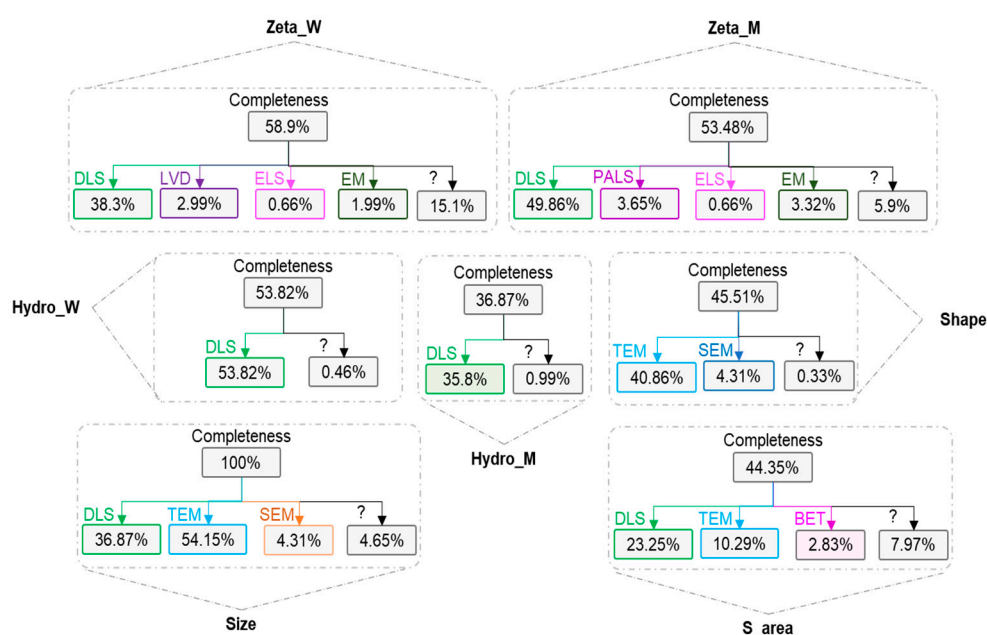 Zeta_W Zeta_M
Completeness Completeness
58.9% 53.48%
DLS LVD ELS EM ? DLS PALS ELS EM ?
38.3% 2.99% 0.66% 1.99% 15.1% 49.86% 3.65% 0.66% 3.32% 5.9%
Completeness Completeness Completeness
53.82% 36.87% 45.51%
Hydro_W Shape
DLS ? DLS ? TEM SEM ?
53.82% 0.46% 35.8% 0.99% 40.86% 4.31% 0.33%
Hydro_M
Completeness Completeness
100% 44.35%
DLS TEM SEM ? DLS TEM BET ?
36.87% 54.15% 4.31% 4.65% 23.25% 10.29% 2.83% 7.97%
Size S_area